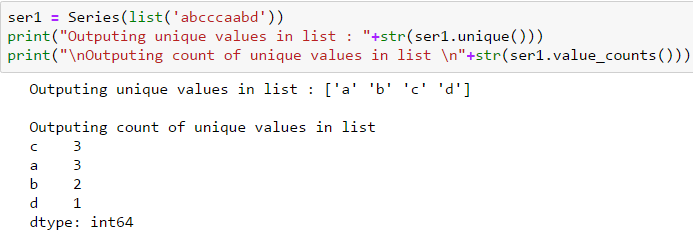 ser1 = Series(list('abcccaabd'))
print("Outputing unique values in list : "+str(ser1.unique()))
print("\nOutputing count of unique values in list \n"+str(ser1.value_counts()))
Outputing unique values in list : ['a' 'b' 'c' 'd']
Outputing count of unique values in list
c    3
a    3
b    2
d    1
dtype: int64